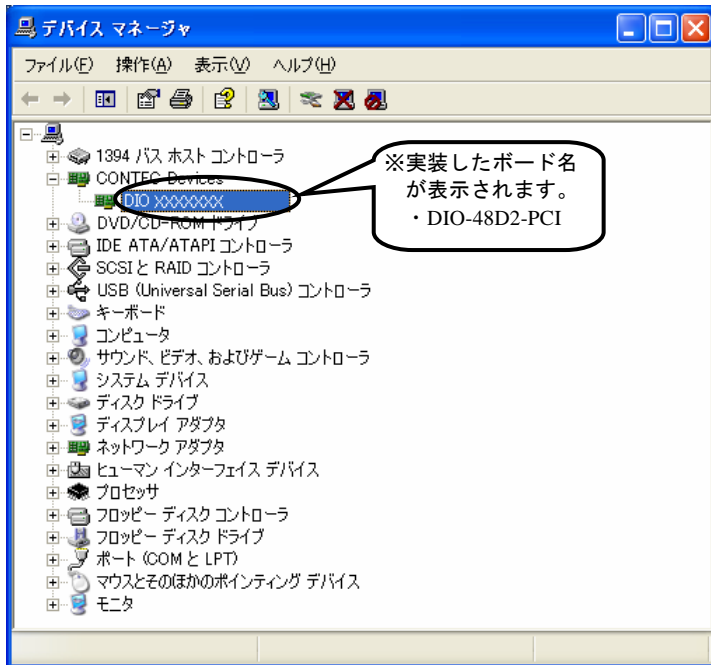 デバイス マネージャ
ファイル(F) 操作(A) 表示(V) ヘルプ(H)
1394 バス ホスト コントローラ
CONTEC Devices
DIO XXXXXXX
DVD/CD-ROM ドライブ
IDE ATA/ATAPI コントローラ
SCSI と RAID コントローラ
USB (Universal Serial Bus) コントローラ
キーボード
コンピュータ
サウンド、ビデオ、およびゲーム コントローラ
システム デバイス
ディスク ドライブ
ディスプレイ アダプタ
ネットワーク アダプタ
ヒューマン インターフェイス デバイス
プロセッサ
フロッピー ディスク コントローラ
フロッピー ディスク ドライブ
ポート (COM と LPT)
マウスとそのほかのポインティング デバイス
モニタ
※実装したボード名
が表示されます。
・DIO-48D2-PCI